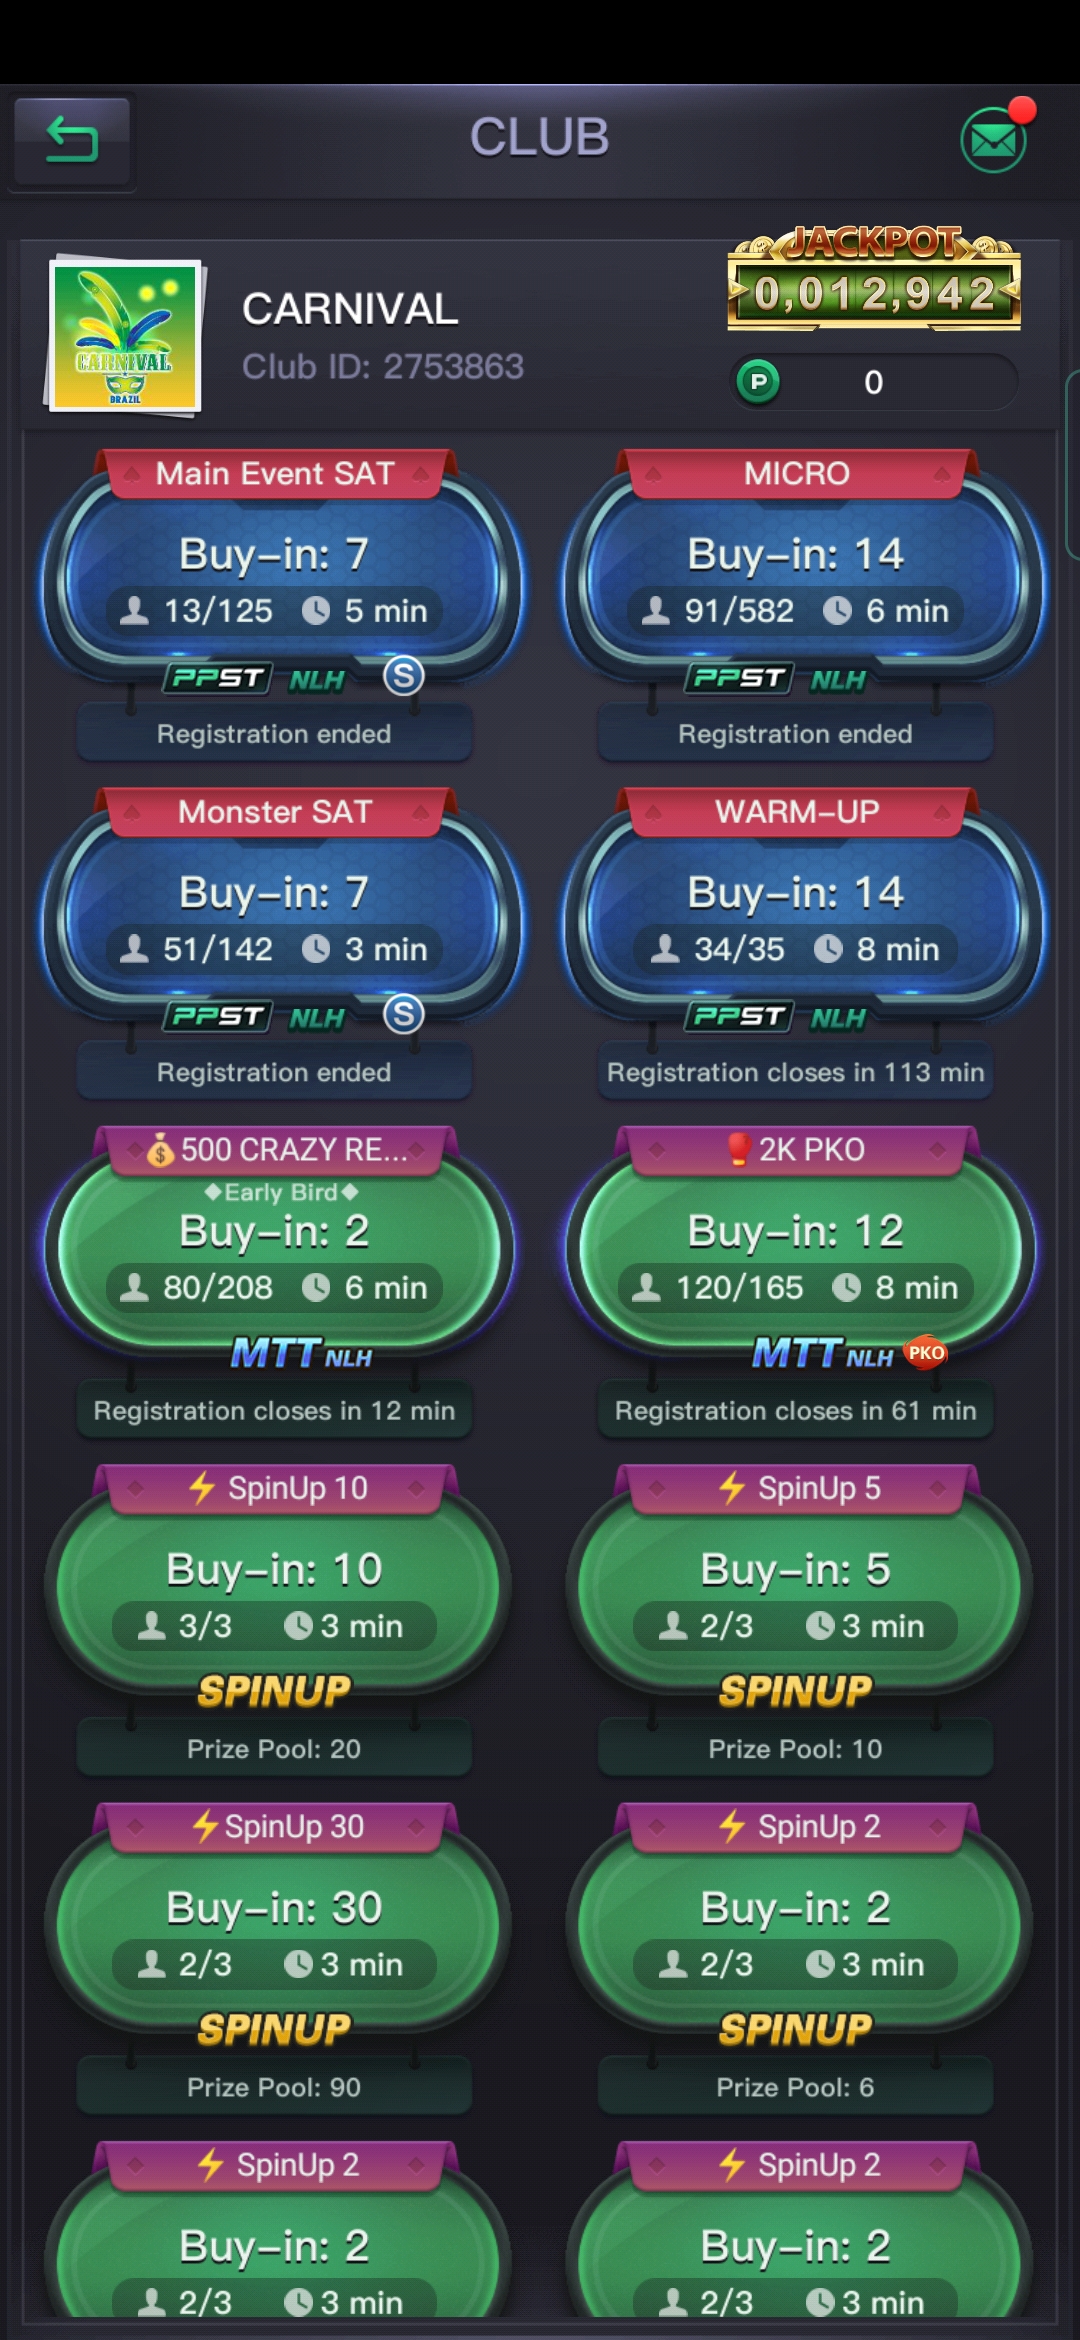 CLUB
JACKPOT
0,012,942
CARNIVAL
BRAZIL
CARNIVAL
Club ID: 2753863
P 0
Main Event SAT
Buy-in: 7
13/125 5 min
PPST NLH S
Registration ended
MICRO
Buy-in: 14
91/582 6 min
PPST NLH
Registration ended
Monster SAT
Buy-in: 7
51/142 3 min
PPST NLH S
Registration ended
WARM-UP
Buy-in: 14
34/35 8 min
PPST NLH
Registration closes in 113 min
💰500 CRAZY RE...
◆Early Bird◆
Buy-in: 2
80/208 6 min
MTT NLH
Registration closes in 12 min
🥊2K PKO
Buy-in: 12
120/165 8 min
MTT NLH PKO
Registration closes in 61 min
⚡ SpinUp 10
Buy-in: 10
3/3 3 min
SPINUP
Prize Pool: 20
⚡ SpinUp 5
Buy-in: 5
2/3 3 min
SPINUP
Prize Pool: 10
⚡SpinUp 30
Buy-in: 30
2/3 3 min
SPINUP
Prize Pool: 90
⚡ SpinUp 2
Buy-in: 2
2/3 3 min
SPINUP
Prize Pool: 6
⚡ SpinUp 2
Buy-in: 2
2/3 3 min
⚡ SpinUp 2
Buy-in: 2
2/3 3 min